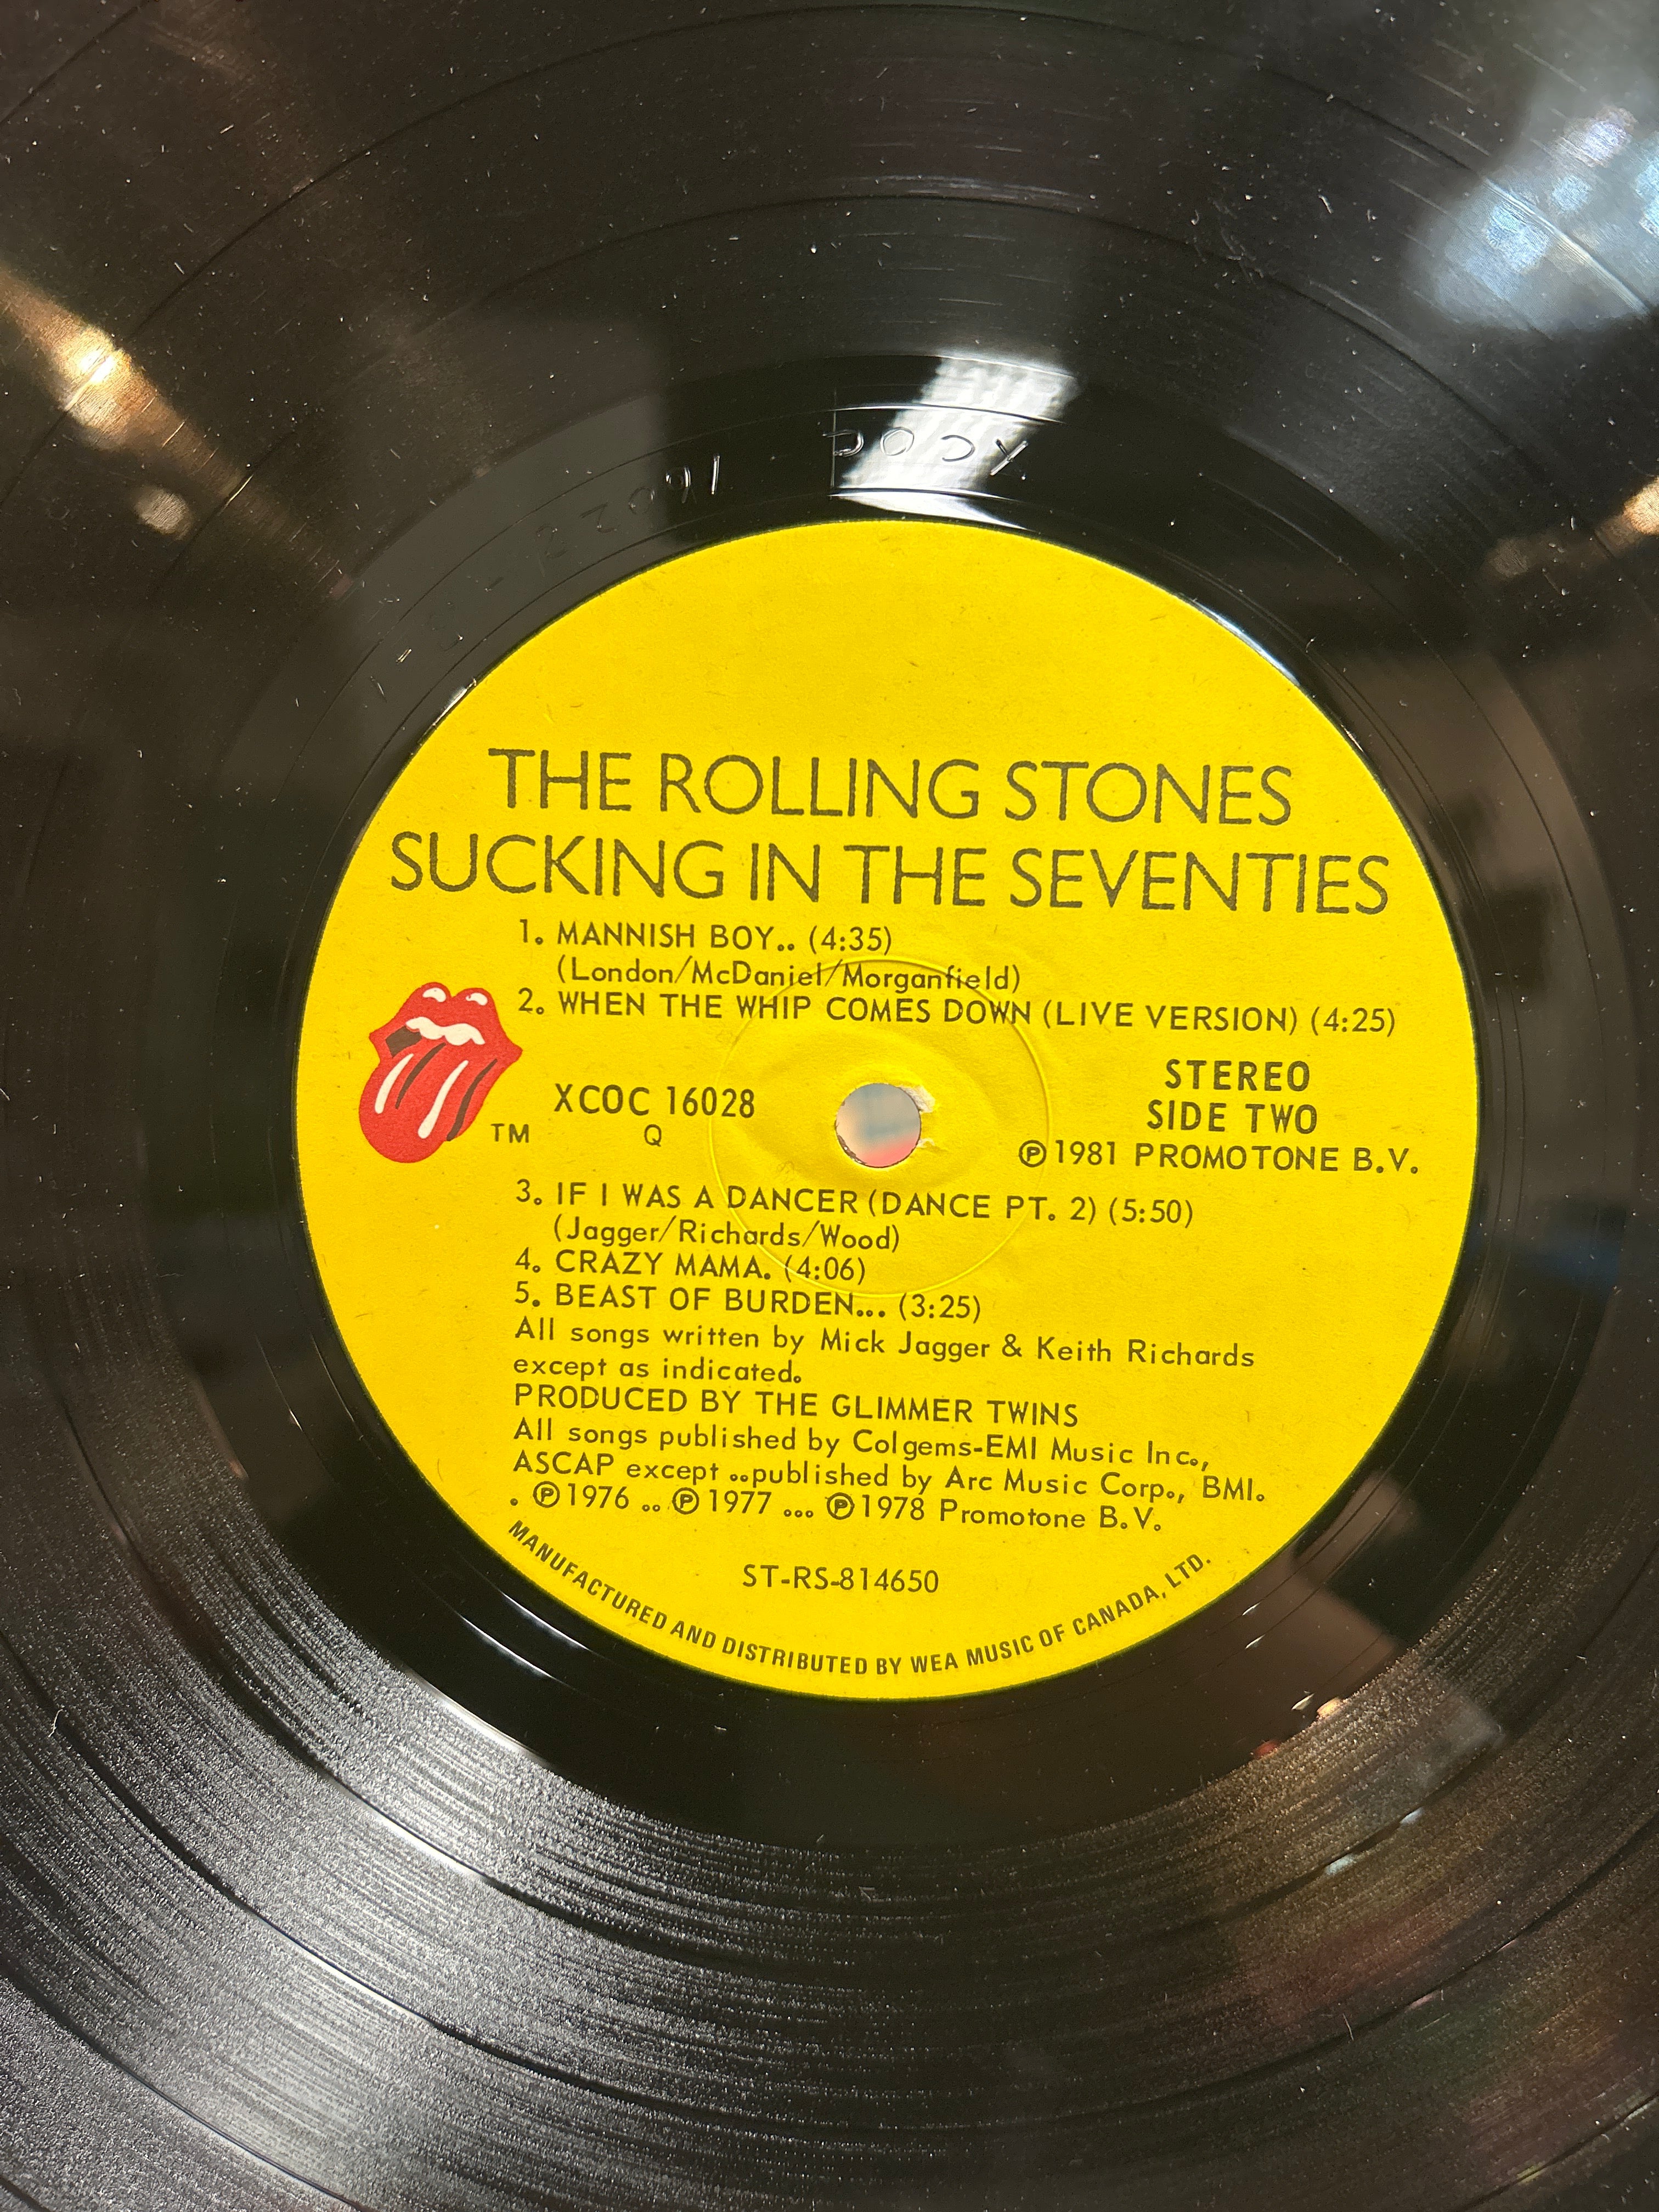 THE ROLLING STONES
SUCKING IN THE SEVENTIES
1. MANNISH BOY.. (4:35)
(London/McDaniel/Morganfield)
2. WHEN THE WHIP COMES DOWN (LIVE VERSION) (4:25)
TM
XCOC 16028
Q
STEREO
SIDE TWO
℗1981 PROMOTONE B.V.
3. IF I WAS A DANCER (DANCE PT. 2) (5:50)
(Jagger/Richards/Wood)
4. CRAZY MAMA. (4:06)
5. BEAST OF BURDEN... (3:25)
All songs written by Mick Jagger & Keith Richards
except as indicated.
PRODUCED BY THE GLIMMER TWINS
All songs published by Colgems-EMI Music Inc.,
ASCAP except ..published by Arc Music Corp., BMI.
. ℗1976 .. ℗1977 ... ℗1978 Promotone B.V.
ST-RS-814650
MANUFACTURED AND DISTRIBUTED BY WEA MUSIC OF CANADA, LTD.